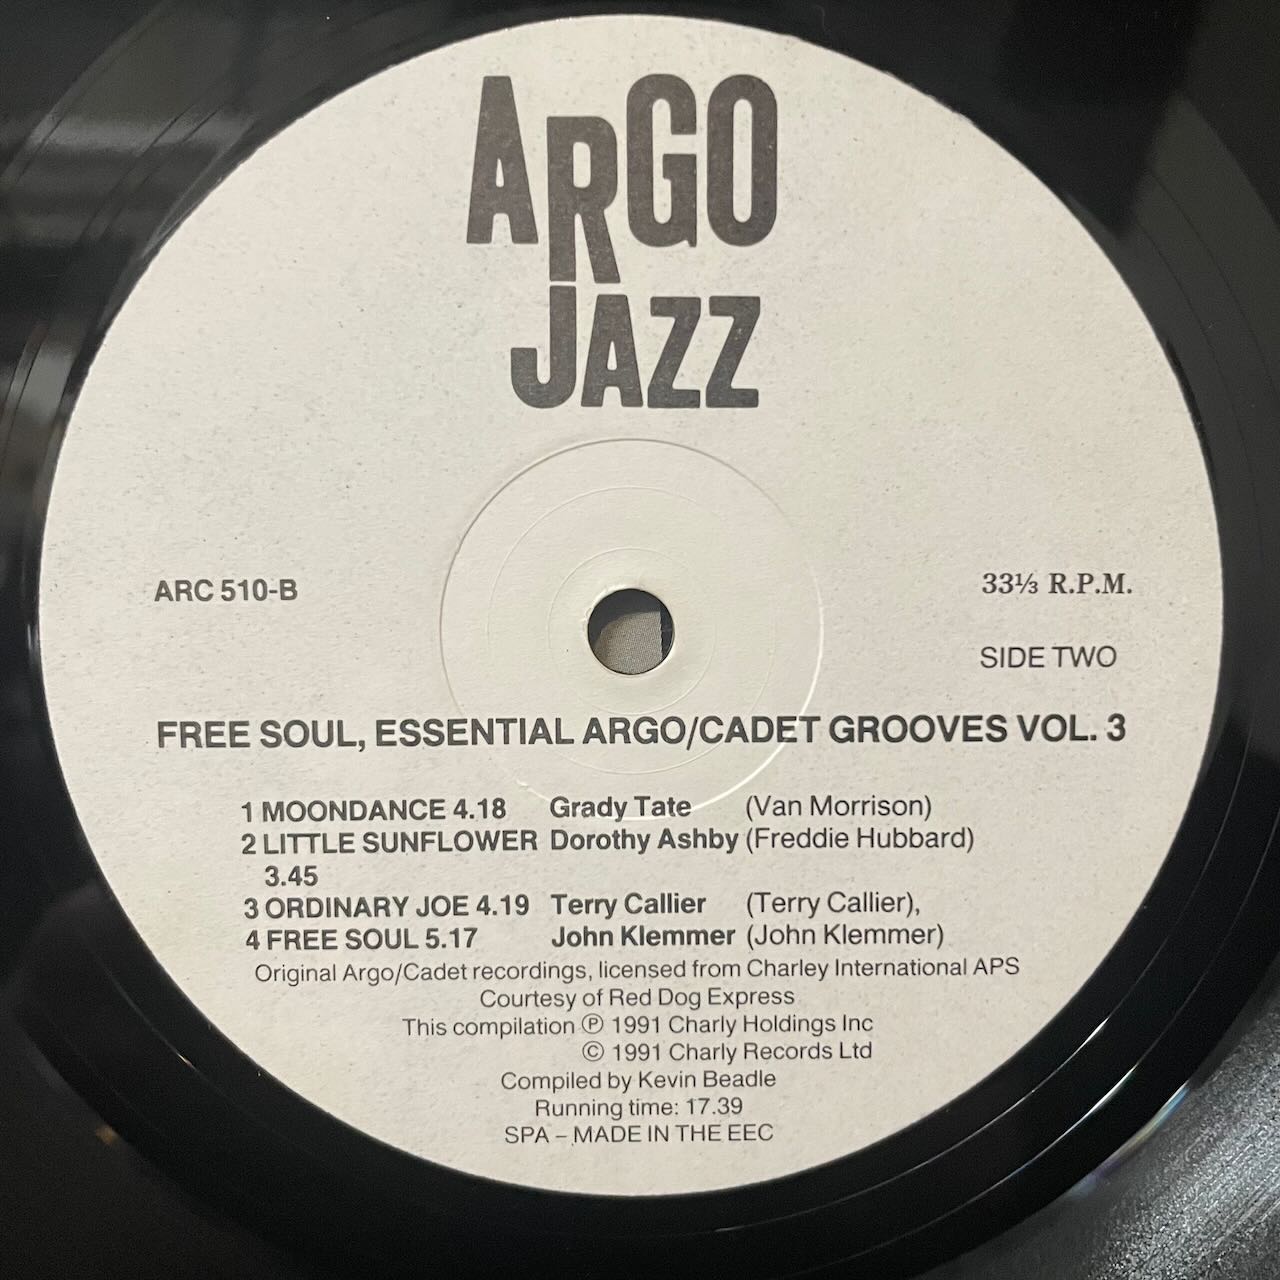 ARGO
JAZZ
ARC 510-B
33⅓ R.P.M.
SIDE TWO
FREE SOUL, ESSENTIAL ARGO/CADET GROOVES VOL. 3
1 MOONDANCE 4.18 Grady Tate (Van Morrison)
2 LITTLE SUNFLOWER Dorothy Ashby (Freddie Hubbard)
3.45
3 ORDINARY JOE 4.19 Terry Callier (Terry Callier),
4 FREE SOUL 5.17 John Klemmer (John Klemmer)
Original Argo/Cadet recordings, licensed from Charley International APS
Courtesy of Red Dog Express
This compilation ℗ 1991 Charly Holdings Inc
© 1991 Charly Records Ltd
Compiled by Kevin Beadle
Running time: 17.39
SPA – MADE IN THE EEC